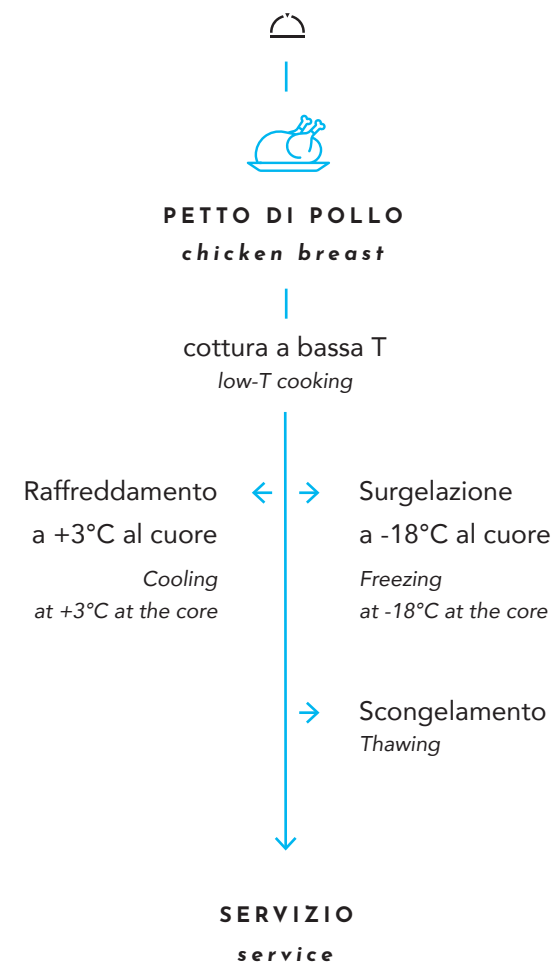 PETTO DI POLLO
chicken breast
cottura a bassa T
low-T cooking
Raffreddamento
a +3°C al cuore
Cooling
at +3°C at the core
Surgelazione
a -18°C al cuore
Freezing
at -18°C at the core
Scongelamento
Thawing
SERVIZIO
service